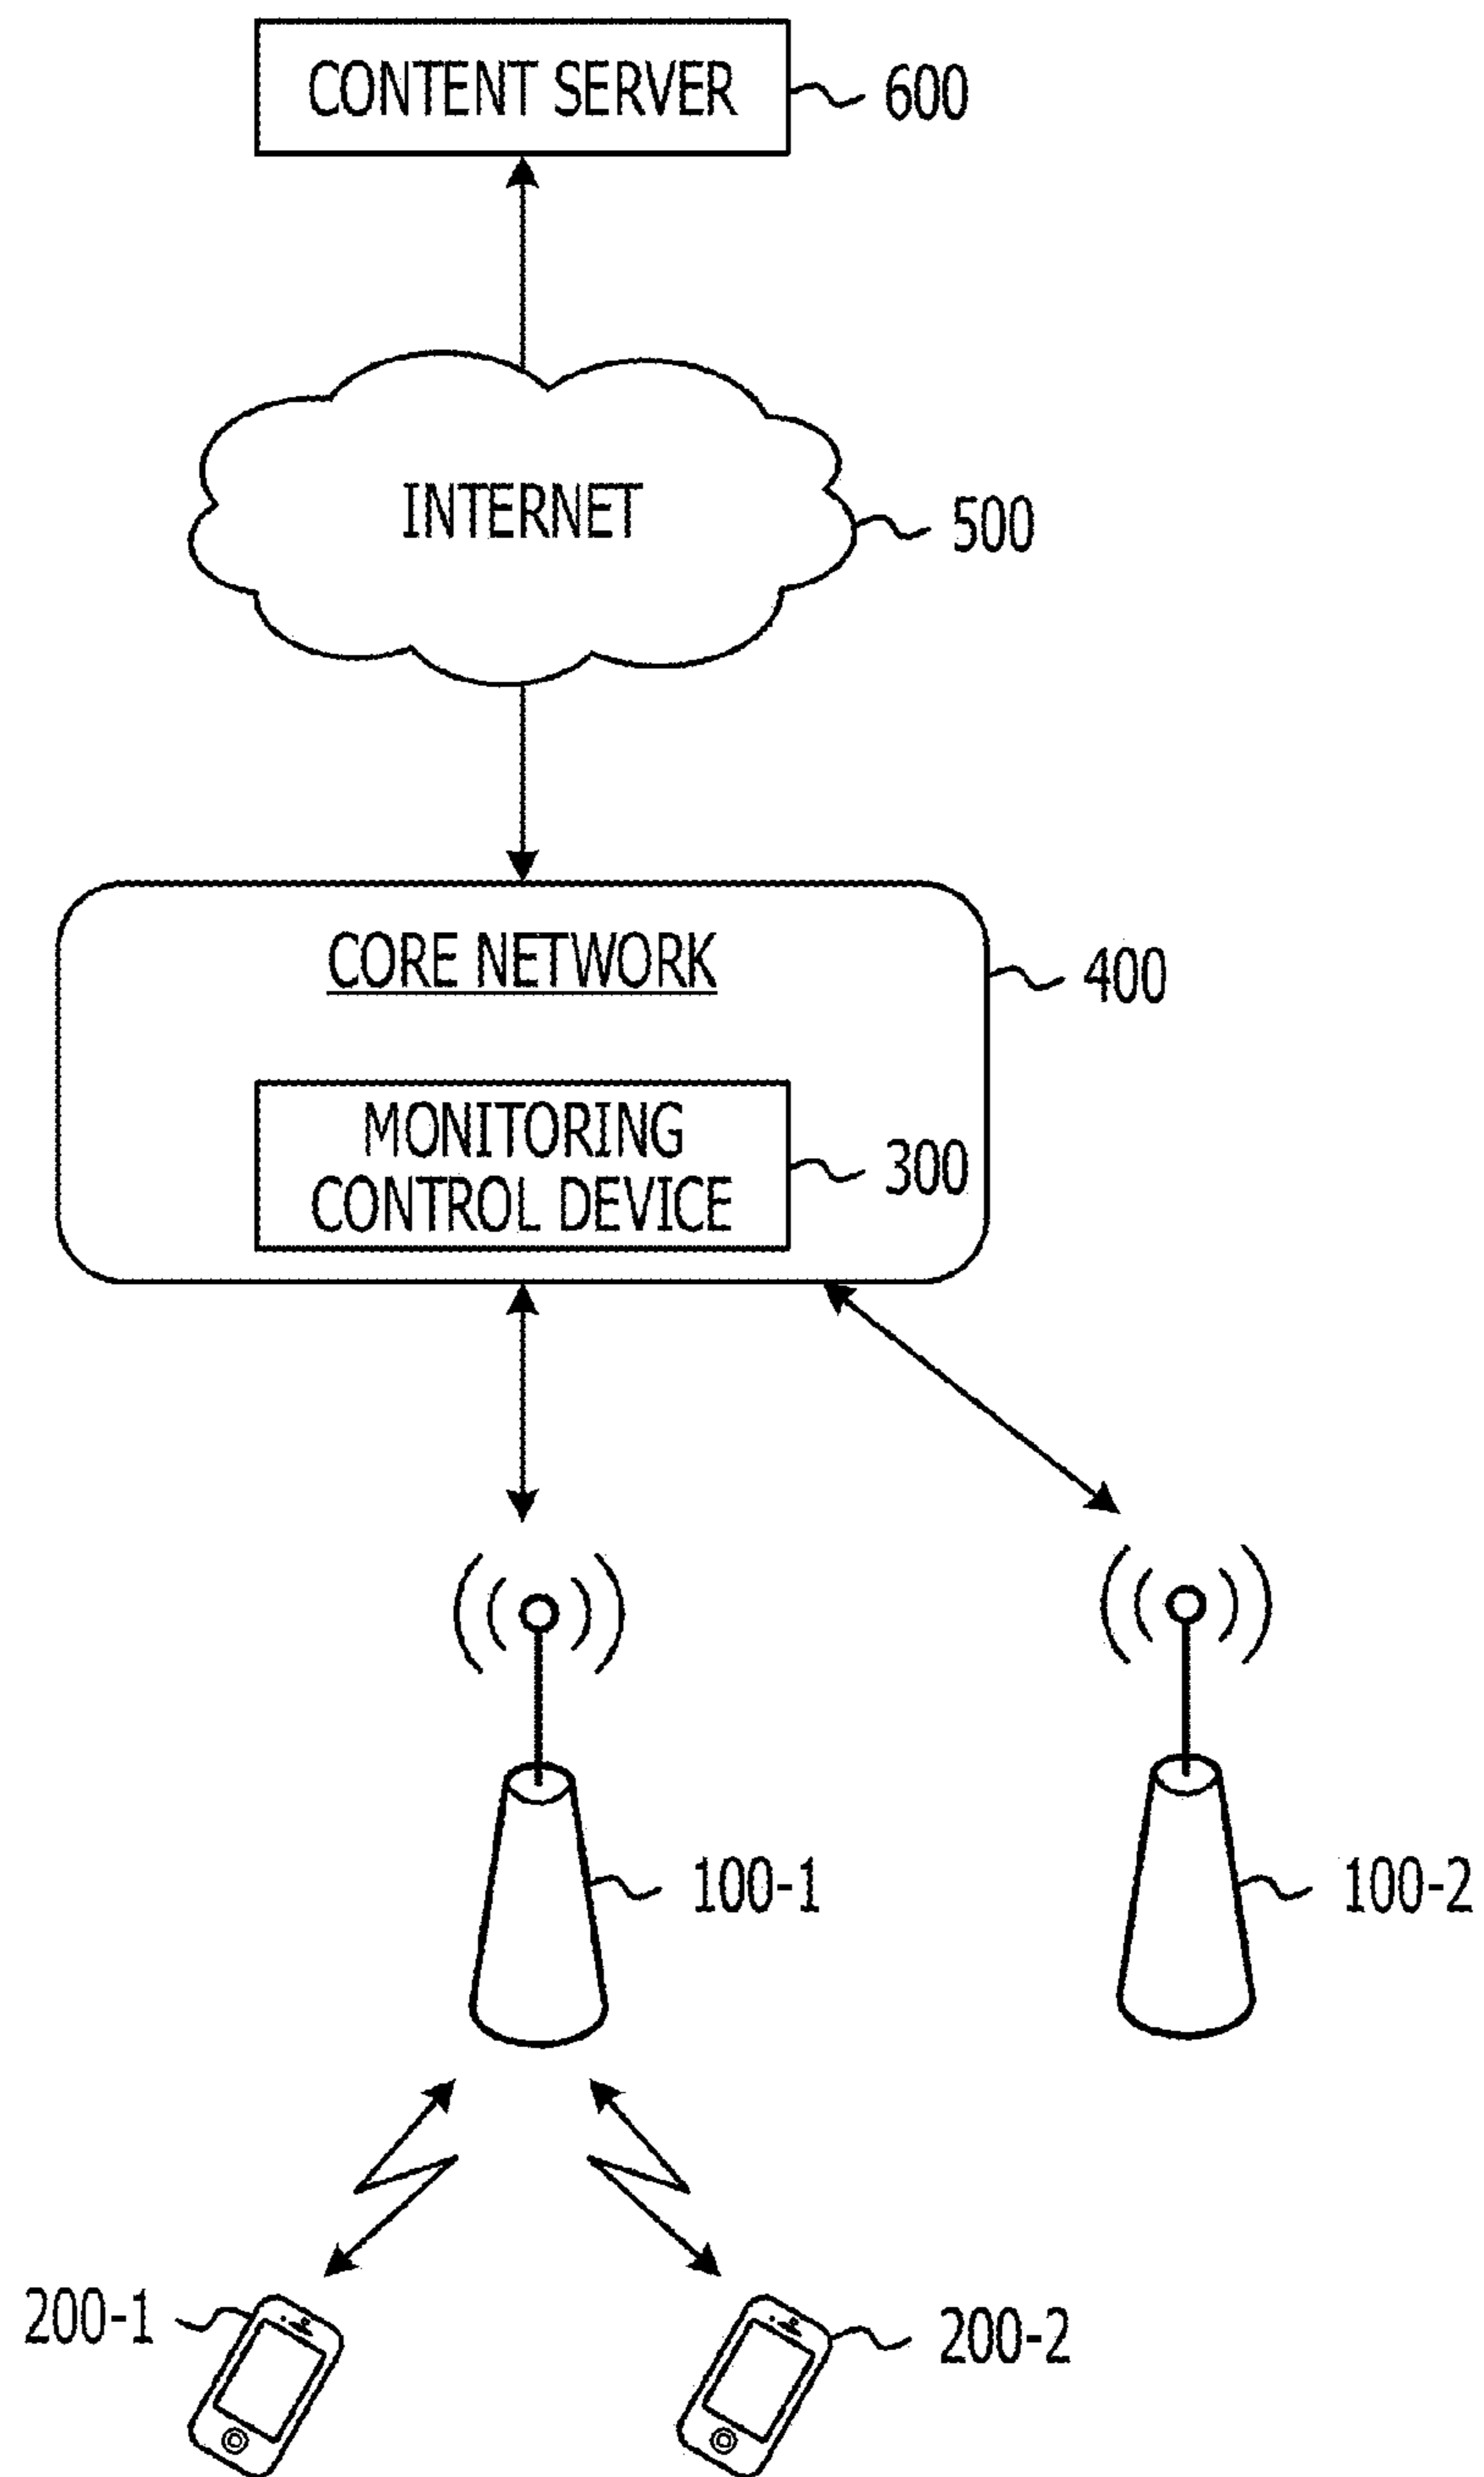 CONTENT SERVER
600
INTERNET
500
CORE NETWORK
400
MONITORING
CONTROL DEVICE
300
100-1
100-2
200-1
200-2